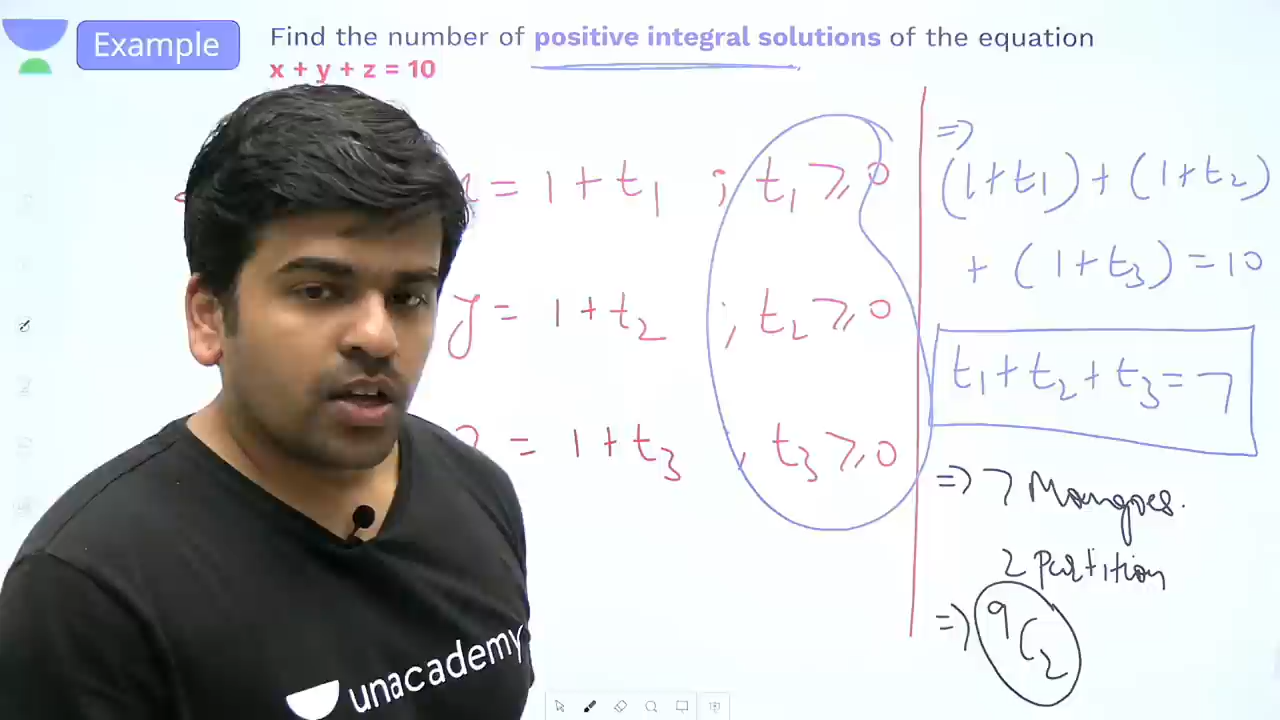 Example
Find the number of positive integral solutions of the equation
x + y + z = 10
x = 1 + t₁ ; t₁ ⩾ 0
y = 1 + t₂ ; t₂ ⩾ 0
= 1 + t₃ , t₃ ⩾ 0
⇒
(1+t₁) + (1+t₂)
+ (1+t₃) = 10
t₁ + t₂ + t₃ = 7
⇒ 7 Mangoes.
2 Partition
⇒ ⁹C₂
unacademy